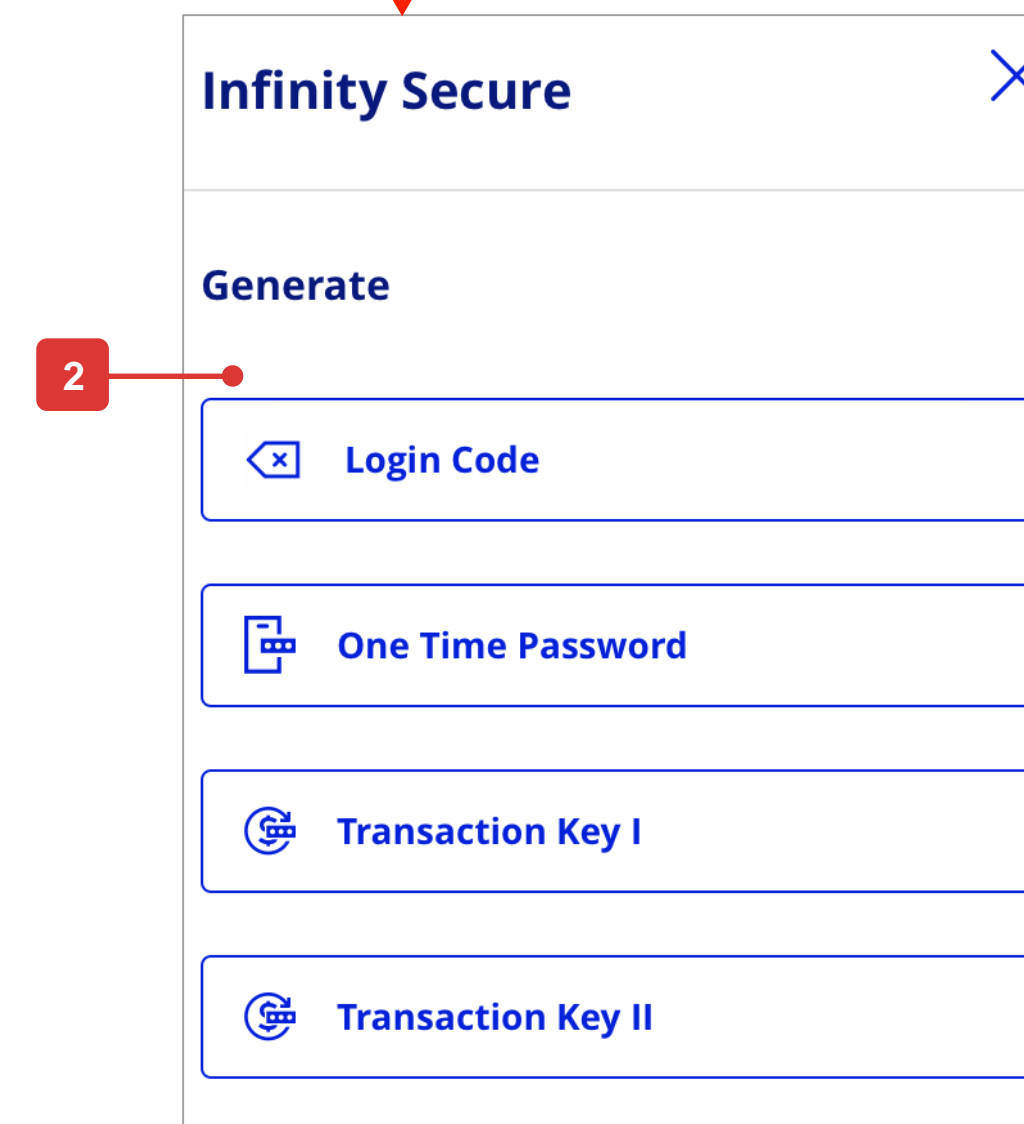 Infinity Secure
Generate
2
Login Code
One Time Password
Transaction Key I
Transaction Key II